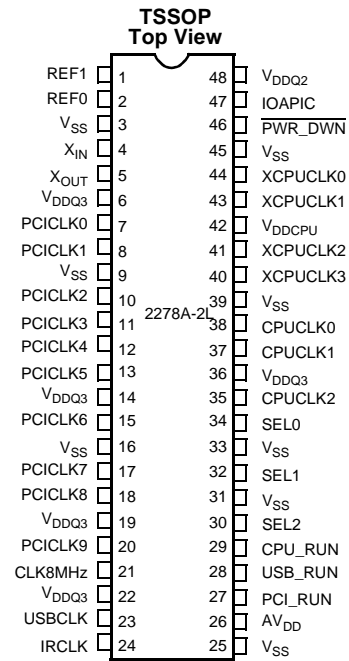 TSSOP
Top View
REF1 1 48 VDDQ2
REF0 2 47 IOAPIC
VSS 3 46 PWR_DWN
XIN 4 45 VSS
XOUT 5 44 XCPUCLK0
VDDQ3 6 43 XCPUCLK1
PCICLK0 7 42 VDDCPU
PCICLK1 8 41 XCPUCLK2
VSS 9 40 XCPUCLK3
PCICLK2 10 39 VSS
2278A-2L
PCICLK3 11 38 CPUCLK0
PCICLK4 12 37 CPUCLK1
PCICLK5 13 36 VDDQ3
VDDQ3 14 35 CPUCLK2
PCICLK6 15 34 SEL0
VSS 16 33 VSS
PCICLK7 17 32 SEL1
PCICLK8 18 31 VSS
VDDQ3 19 30 SEL2
PCICLK9 20 29 CPU_RUN
CLK8MHz 21 28 USB_RUN
VDDQ3 22 27 PCI_RUN
USBCLK 23 26 AVDD
IRCLK 24 25 VSS